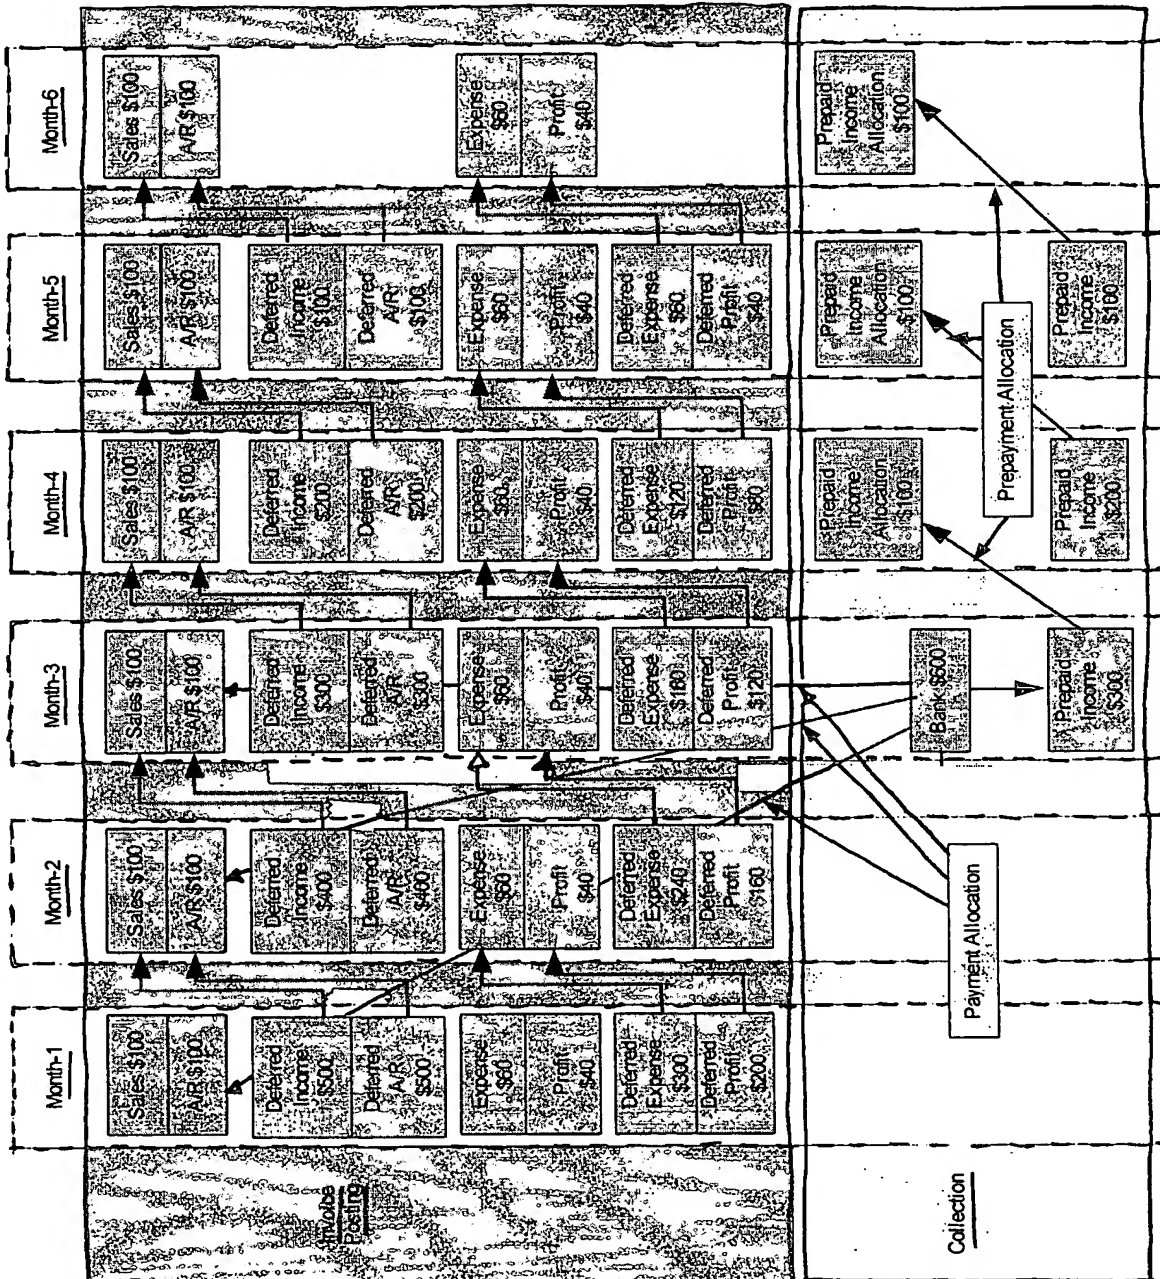 Month-1
Month-2
Month-3
Month-4
Month-5
Month-6
Invoice
Posting
Sales $100
A/R $100
Sales $100
A/R $100
Sales $100
A/R $100
Sales $100
A/R $100
Sales $100
A/R $100
Sales $100
A/R $100
Deferred
Income
$500
Deferred
A/R
$500
Deferred
Income
$400
Deferred
A/R
$400
Deferred
Income
$300
Deferred
A/R
$300
Deferred
Income
$200
Deferred
A/R
$200
Deferred
Income
$100
Deferred
A/R
$100
Expense
$60
Profit
$40
Expense
$60
Profit
$40
Expense
$60
Profit
$40
Expense
$60
Profit
$40
Expense
$60
Profit
$40
Expense
$60
Profit
$40
Deferred
Expense
$300
Deferred
Profit
$200
Deferred
Expense
$240
Deferred
Profit
$160
Deferred
Expense
$180
Deferred
Profit
$120
Deferred
Expense
$120
Deferred
Profit
$80
Deferred
Expense
$60
Deferred
Profit
$40
Collection
Prepaid
Income
Allocation
$100
Prepaid
Income
Allocation
$100
Prepaid
Income
Allocation
$100
Payment Allocation
Bank $600
Prepayment Allocation
Prepaid
Income
$300
Prepaid
Income
$200
Prepaid
Income
$100